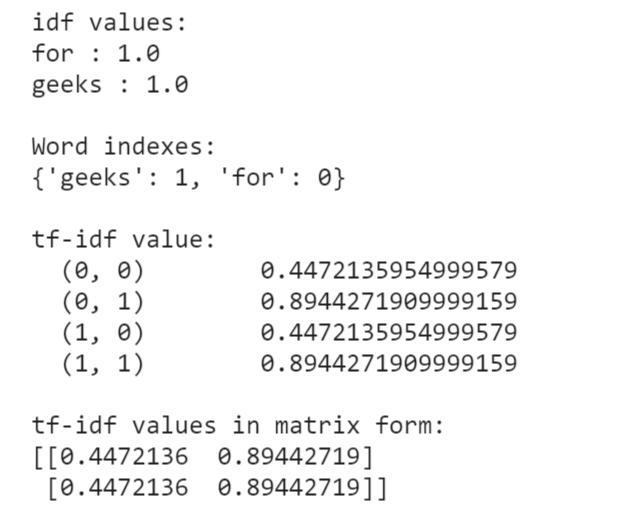 idf values:
for : 1.0
geeks : 1.0
Word indexes:
{'geeks': 1, 'for': 0}
tf-idf value:
(0, 0) 0.4472135954999579
(0, 1) 0.8944271909999159
(1, 0) 0.4472135954999579
(1, 1) 0.8944271909999159
tf-idf values in matrix form:
[[0.4472136 0.89442719]
[0.4472136 0.89442719]]